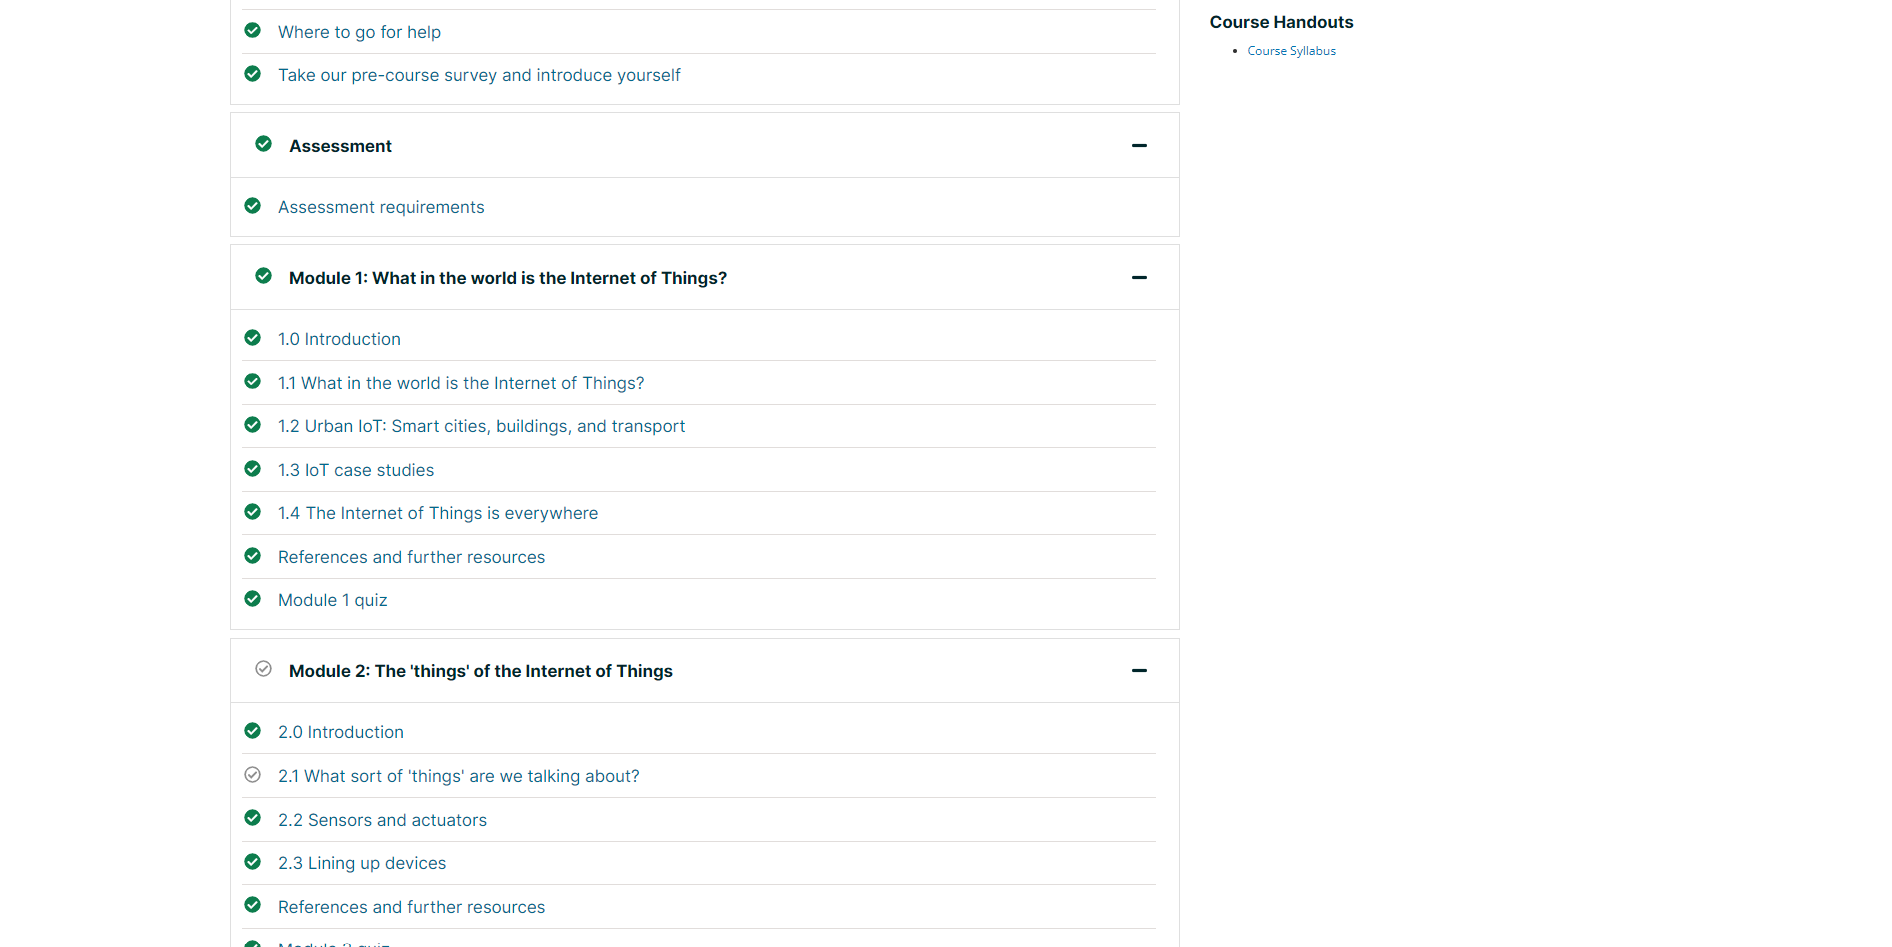 Where to go for help
Take our pre-course survey and introduce yourself
Assessment
Assessment requirements
Module 1: What in the world is the Internet of Things?
1.0 Introduction
1.1 What in the world is the Internet of Things?
1.2 Urban IoT: Smart cities, buildings, and transport
1.3 IoT case studies
1.4 The Internet of Things is everywhere
References and further resources
Module 1 quiz
Module 2: The 'things' of the Internet of Things
2.0 Introduction
2.1 What sort of 'things' are we talking about?
2.2 Sensors and actuators
2.3 Lining up devices
References and further resources
Module 2 quiz
Course Handouts
Course Syllabus